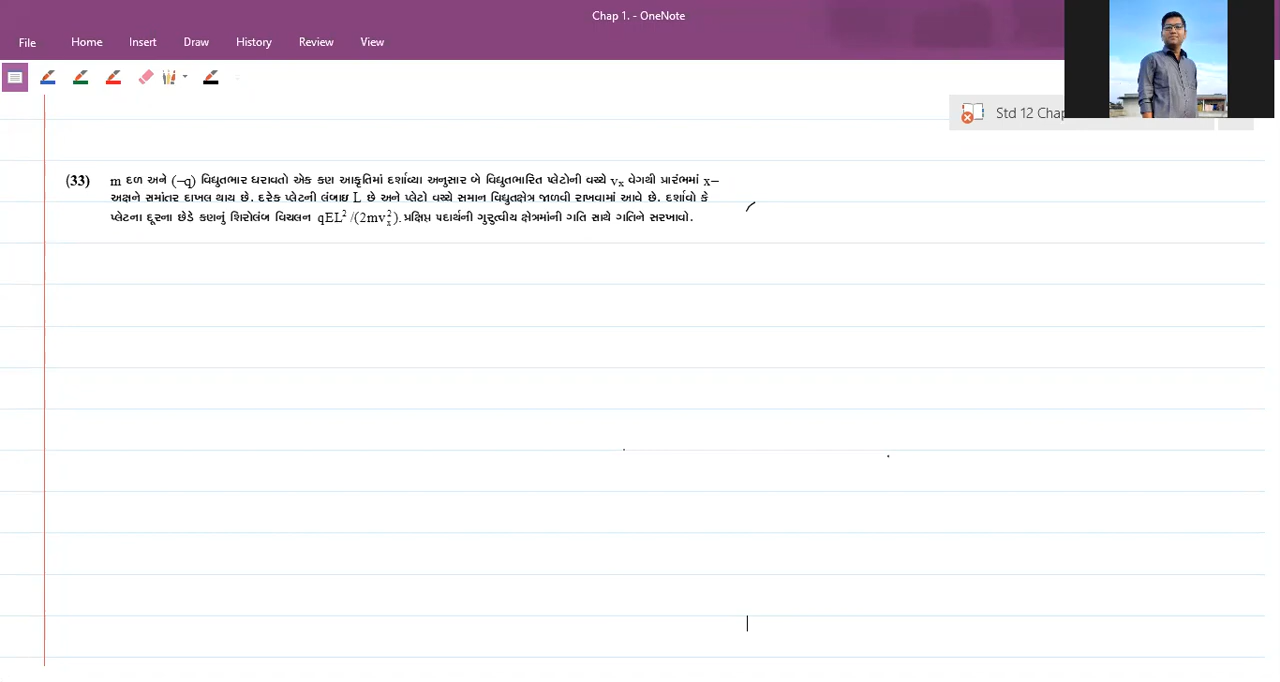 Chap 1. - OneNote
File Home Insert Draw History Review View
Std 12 Chap
(33) m દળ અને (–q) વિદ્યુતભાર ધરાવતો એક કણ આકૃતિમાં દર્શાવ્યા અનુસાર બે વિદ્યુતભારિત પ્લેટોની વચ્ચે vₓ વેગથી પ્રારંભમાં x–
અક્ષને સમાંતર દાખલ થાય છે. દરેક પ્લેટની લંબાઇ L છે અને પ્લેટો વચ્ચે સમાન વિદ્યુતક્ષેત્ર જાળવી રાખવામાં આવે છે. દર્શાવો કે
પ્લેટના દૂરના છેડે કણનું શિરોલંબ વિચલન qEL²/(2mvₓ²). પ્રક્ષિપ્ત પદાર્થની ગુરુત્વીય ક્ષેત્રમાંની ગતિ સાથે ગતિને સરખાવો.